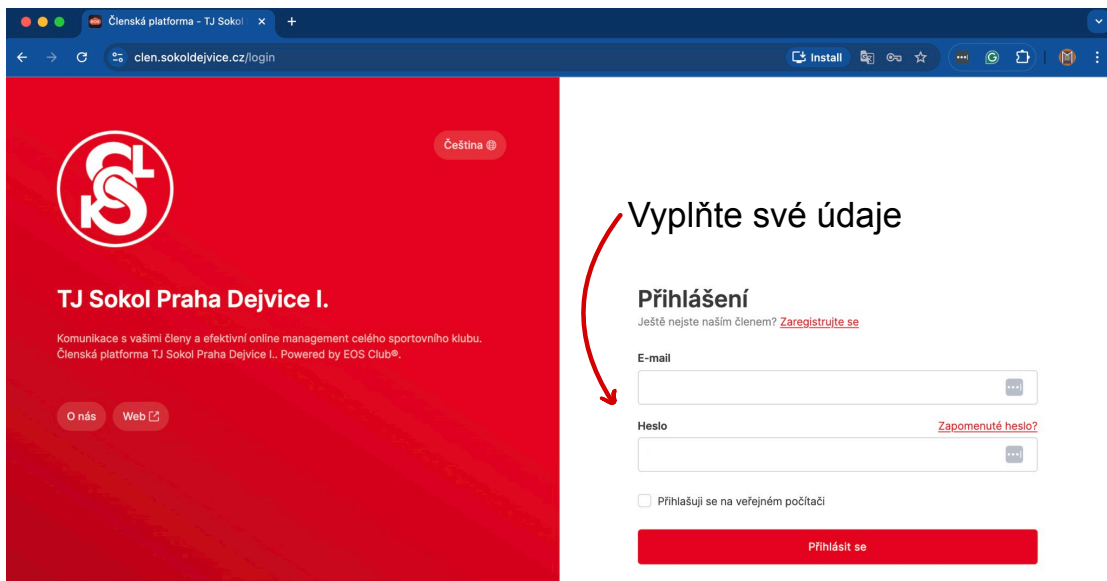 Členská platforma - TJ Sokol
clen.sokoldejvice.cz/login
Install
Čeština
SOKOL
Vyplňte své údaje
TJ Sokol Praha Dejvice I.
Komunikace s vašimi členy a efektivní online management celého sportovního klubu.
Členská platforma TJ Sokol Praha Dejvice I.. Powered by EOS Club®.
O nás
Web
Přihlášení
Ještě nejste naším členem? Zaregistrujte se
E-mail
Heslo
Zapomenuté heslo?
Přihlašuji se na veřejném počítači
Přihlásit se